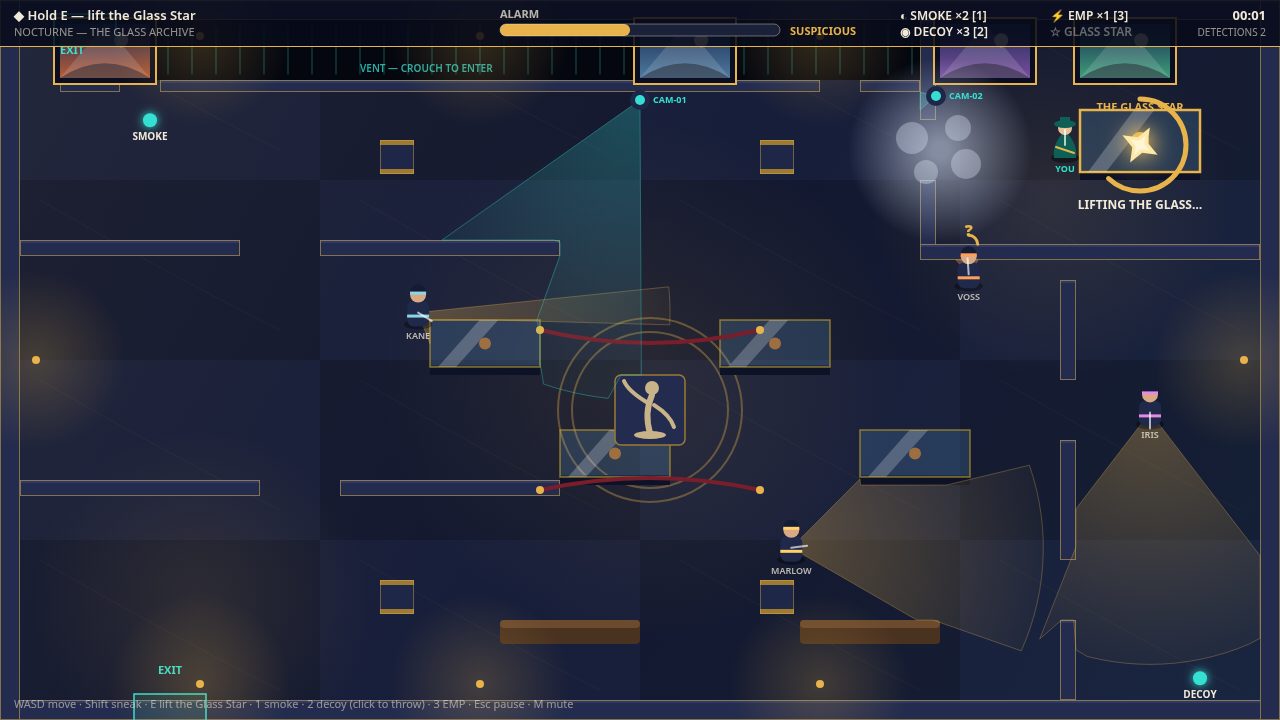 ◆ Hold E — lift the Glass Star
NOCTURNE — THE GLASS ARCHIVE
ALARM
SUSPICIOUS
SMOKE ×2 [1]
◉ DECOY ×3 [2]
⚡ EMP ×1 [3]
☆ GLASS STAR
00:01
DETECTIONS 2
EXIT
VENT — CROUCH TO ENTER
CAM-01
CAM-02
THE GLASS STAR
SMOKE
YOU
LIFTING THE GLASS...
?
VOSS
KANE
IRIS
MARLOW
EXIT
DECOY
WASD move · Shift sneak · E lift the Glass Star · 1 smoke · 2 decoy (click to throw) · 3 EMP · Esc pause · M mute